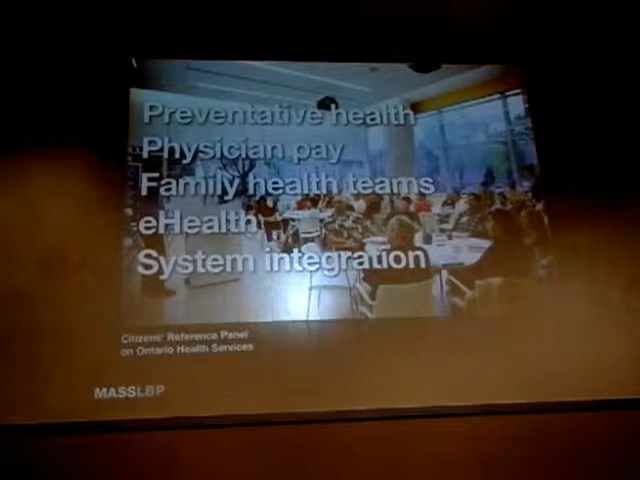 Preventative health
Physician pay
Family health teams
eHealth
System integration
Citizens' Reference Panel
on Ontario Health Services
MASSLBP